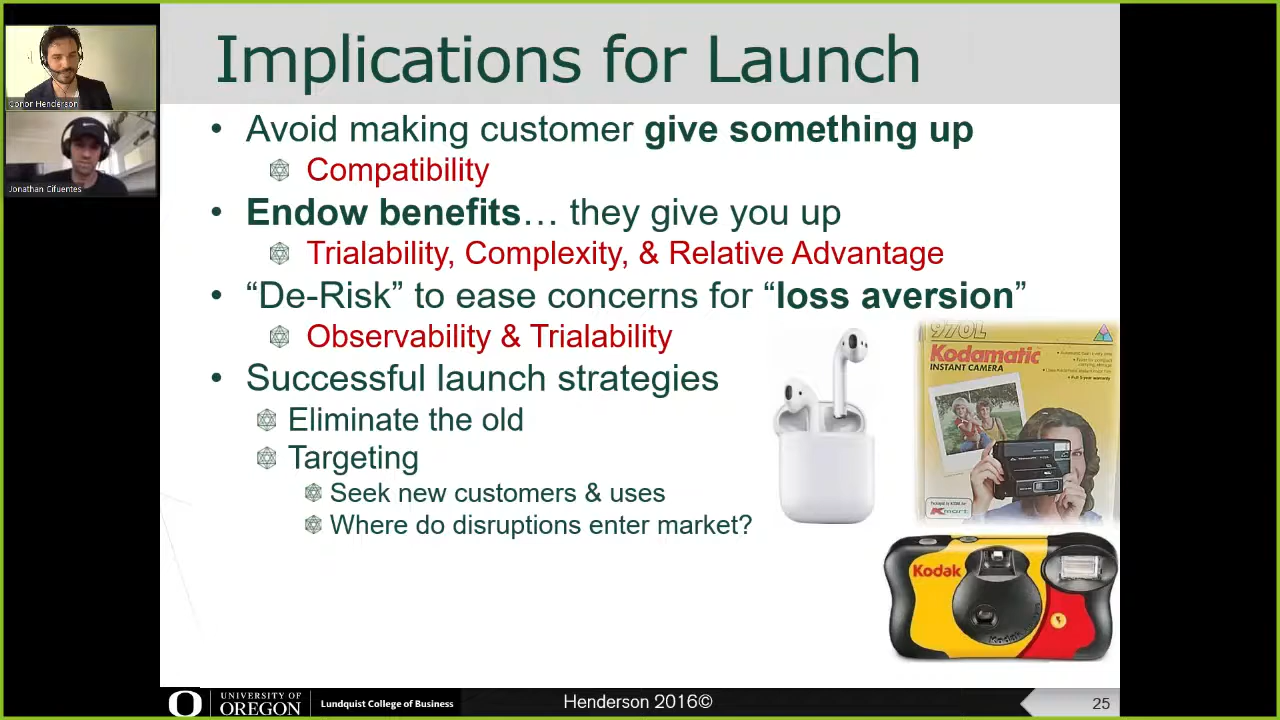 Implications for Launch
Conor Henderson
Jonathan Cifuentes
• Avoid making customer give something up
Compatibility
• Endow benefits… they give you up
Trialability, Complexity, & Relative Advantage
• “De-Risk” to ease concerns for “loss aversion”
Observability & Trialability
• Successful launch strategies
Eliminate the old
Targeting
Seek new customers & uses
Where do disruptions enter market?
970L
Kodamatic
INSTANT CAMERA
Kmart
Kodak
UNIVERSITY OF
OREGON
Lundquist College of Business
Henderson 2016©
25